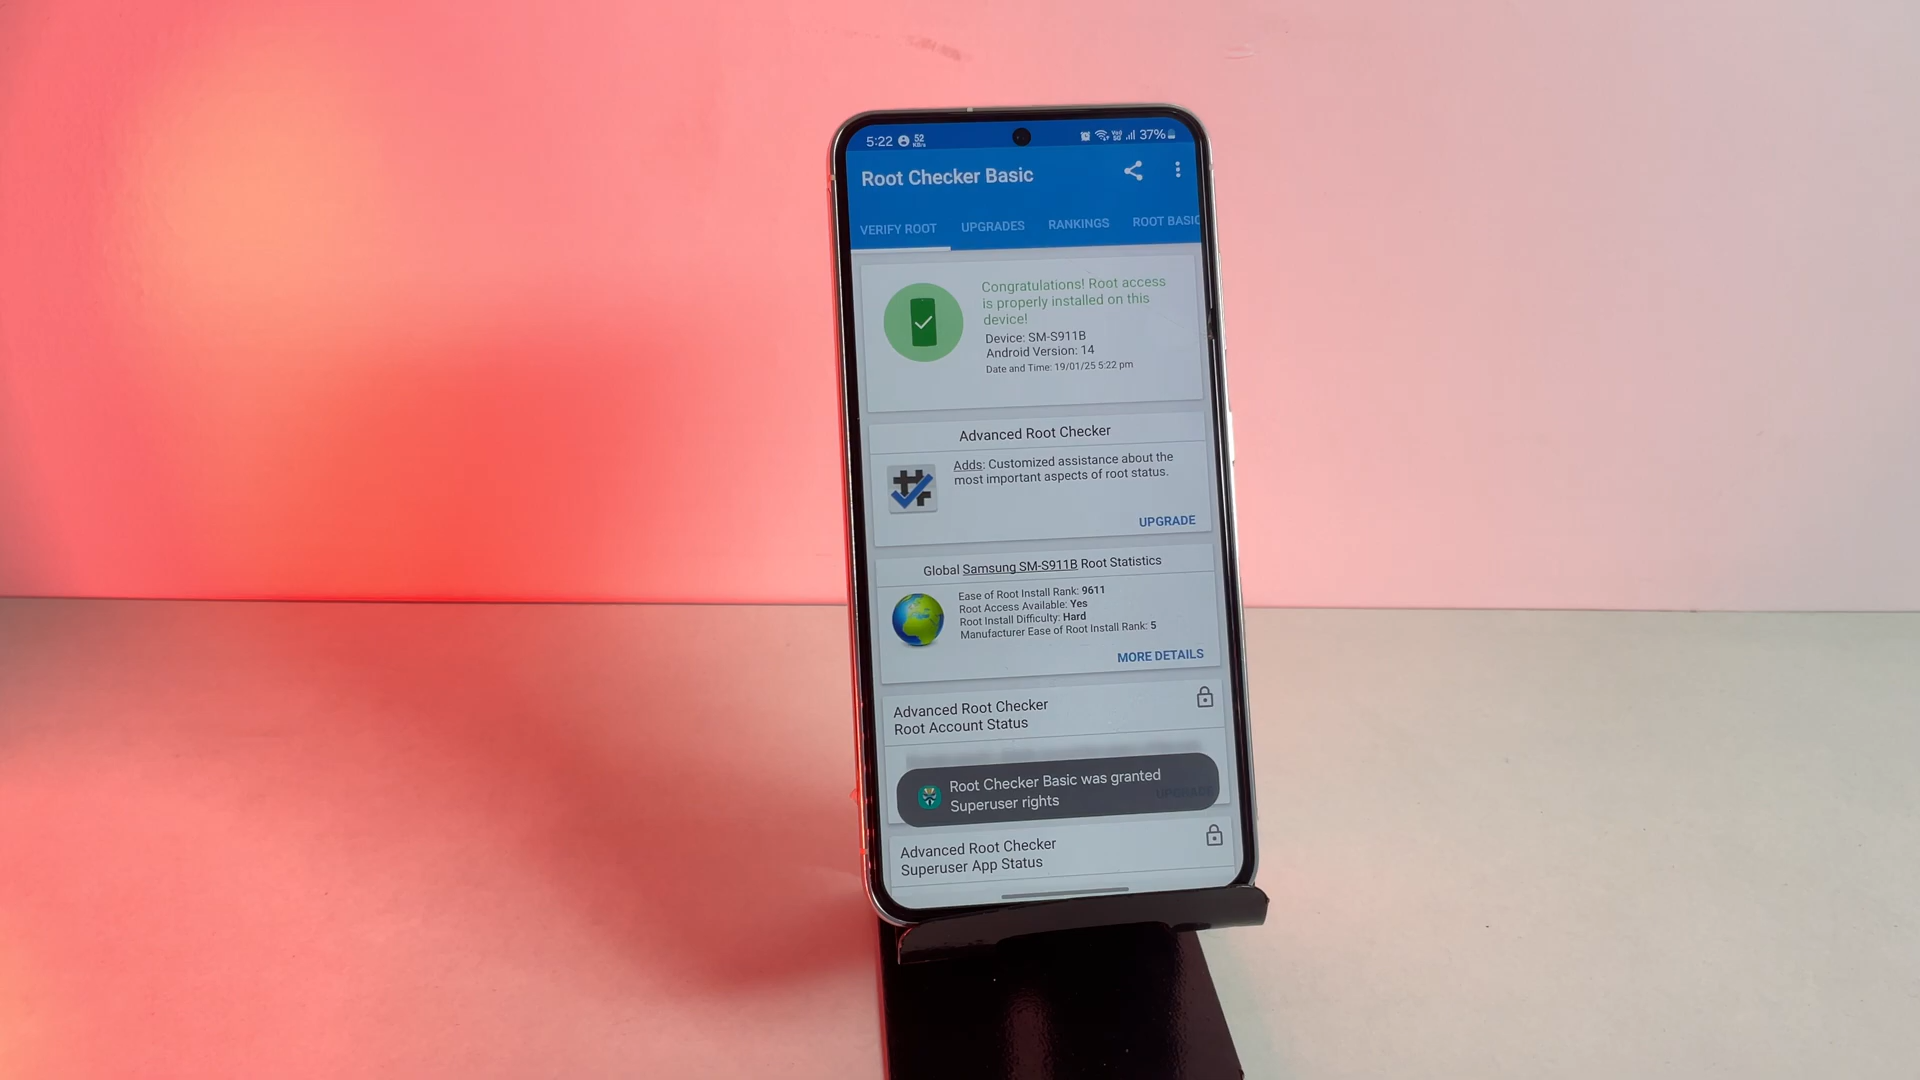 5:22 52 KB/s 37%
Root Checker Basic
VERIFY ROOT UPGRADES RANKINGS ROOT BASIC
Congratulations! Root access
is properly installed on this
device!
Device: SM-S911B
Android Version: 14
Date and Time: 19/01/25 5:22 pm
Advanced Root Checker
Adds: Customized assistance about the
most important aspects of root status.
UPGRADE
Global Samsung SM-S911B Root Statistics
Ease of Root Install Rank: 9611
Root Access Available: Yes
Root Install Difficulty: Hard
Manufacturer Ease of Root Install Rank: 5
MORE DETAILS
Advanced Root Checker
Root Account Status
Root Checker Basic was granted
Superuser rights
UPGRADE
Advanced Root Checker
Superuser App Status